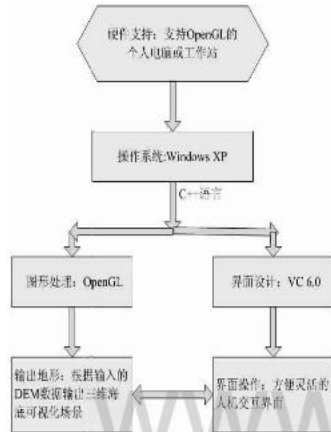 硬件支持：支持OpenGL的
个人电脑或工作站
操作系统:Windows XP
C++语言
图形处理：OpenGL
界面设计：VC 6.0
输出地形：根据输入的
DEM数据输出三维海
底可视化场景
界面操作：方便灵活的
人机交互界面